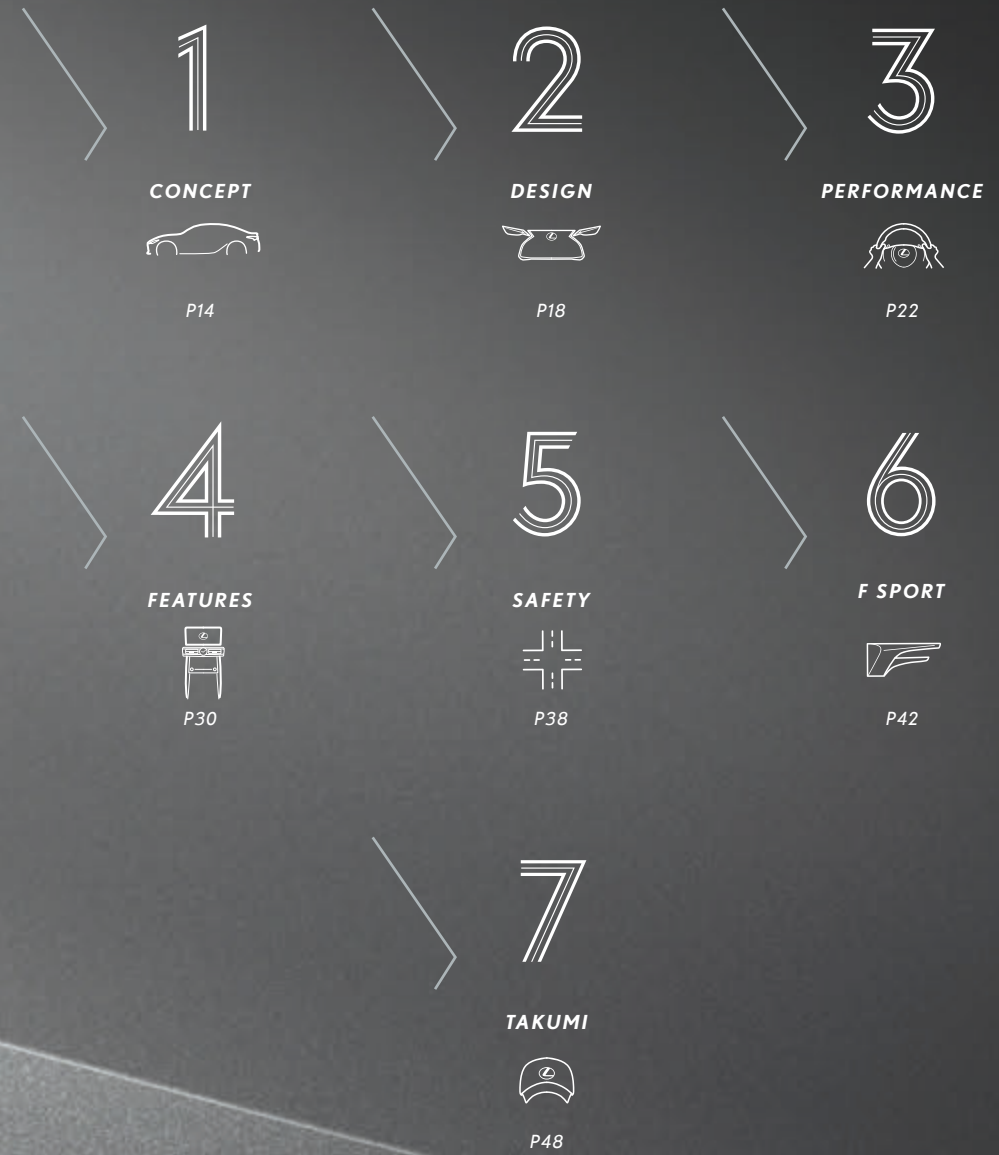 1
2
3
CONCEPT
DESIGN
PERFORMANCE
P14
P18
P22
4
5
6
FEATURES
SAFETY
F SPORT
P30
P38
P42
7
TAKUMI
P48